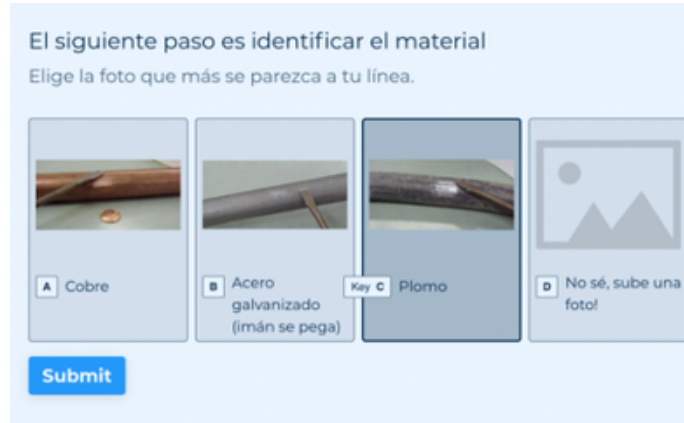 El siguiente paso es identificar el material
Elige la foto que más se parezca a tu línea.
A Cobre
B Acero
galvanizado
(imán se pega)
Key C Plomo
D No sé, sube una
foto!
Submit